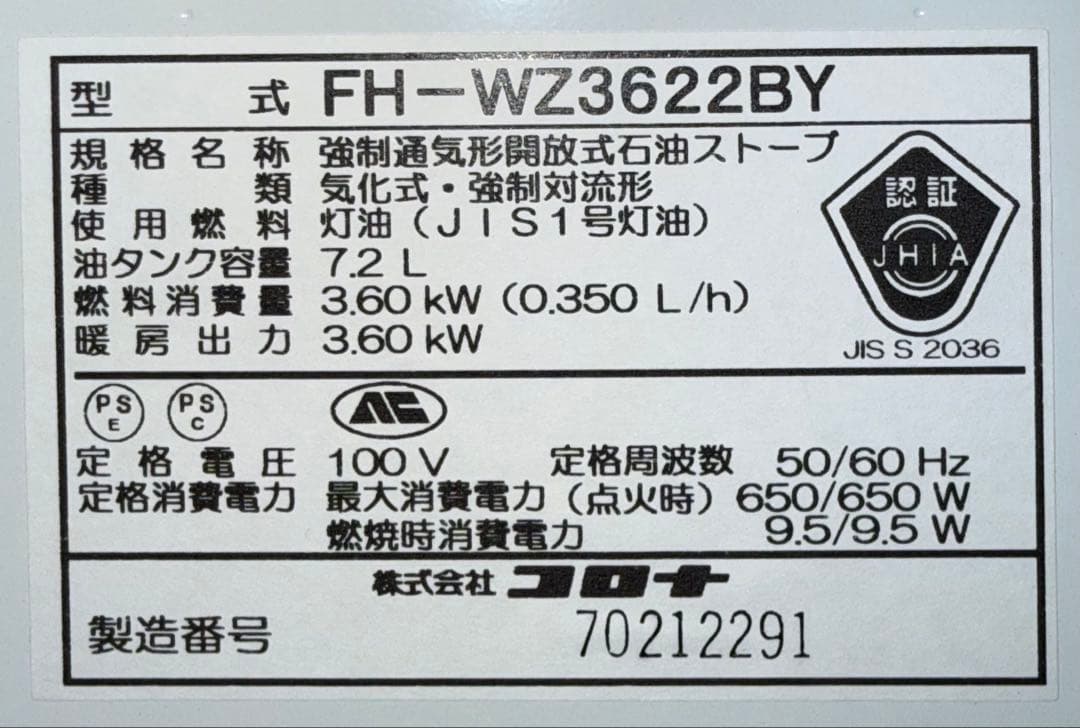 型式 FH-WZ3622BY
規格名称 強制通気形開放式石油ストーブ
種類 気化式・強制対流形
使用燃料 灯油(JIS1号灯油)
油タンク容量 7.2 L
燃料消費量 3.60 kW (0.350 L/h)
暖房出力 3.60 kW
認証
JHIA
JIS S 2036
PS E PS C
定格電圧 100 V 定格周波数 50/60 Hz
定格消費電力 最大消費電力(点火時) 650/650 W
燃焼時消費電力 9.5/9.5 W
株式会社 コロナ
製造番号 70212291